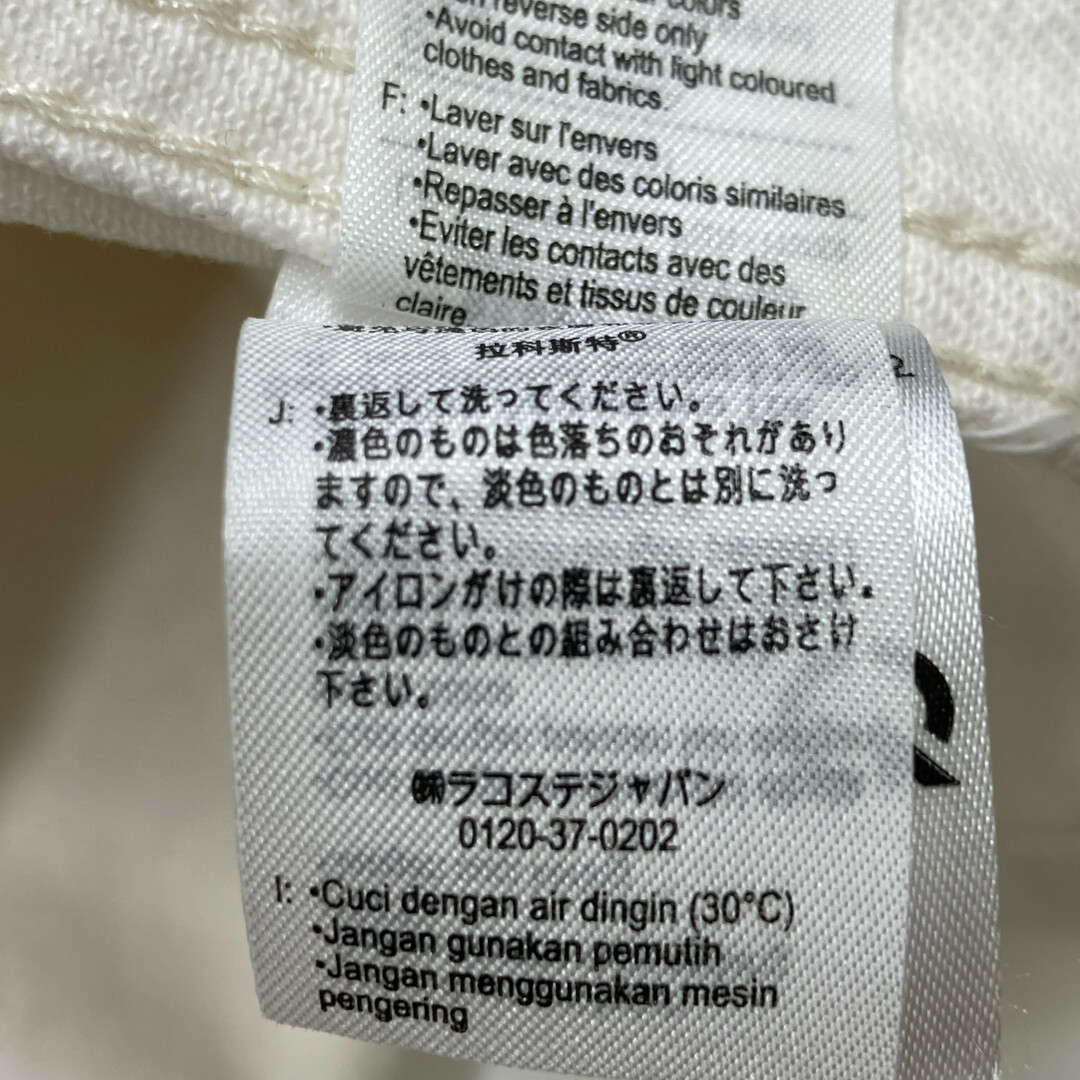 colors
reverse side only
•Avoid contact with light coloured
clothes and fabrics.
F: •Laver sur l'envers
•Laver avec des coloris similaires
•Repasser à l'envers
•Eviter les contacts avec des
vêtements et tissus de couleur
claire
拉科斯特®
J: •裏返して洗ってください。
•濃色のものは色落ちのおそれがあり
ますので、淡色のものとは別に洗っ
てください。
•アイロンがけの際は裏返して下さい。
•淡色のものとの組み合わせはおさけ
下さい。
㈱ラコステジャパン
0120-37-0202
I: •Cuci dengan air dingin (30°C)
•Jangan gunakan pemutih
•Jangan menggunakan mesin
pengering